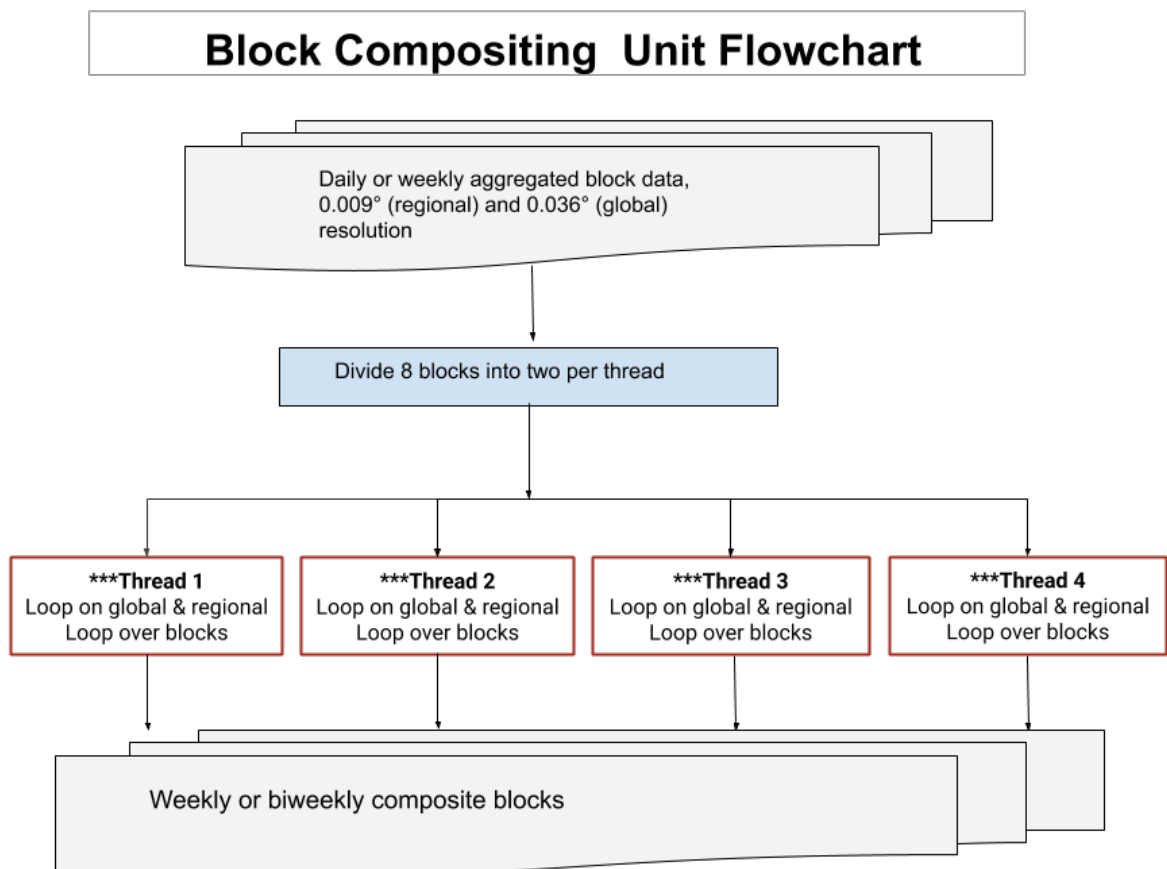 Block Compositing Unit Flowchart
Daily or weekly aggregated block data,
0.009° (regional) and 0.036° (global)
resolution
Divide 8 blocks into two per thread
***Thread 1
Loop on global & regional
Loop over blocks
***Thread 2
Loop on global & regional
Loop over blocks
***Thread 3
Loop on global & regional
Loop over blocks
***Thread 4
Loop on global & regional
Loop over blocks
Weekly or biweekly composite blocks